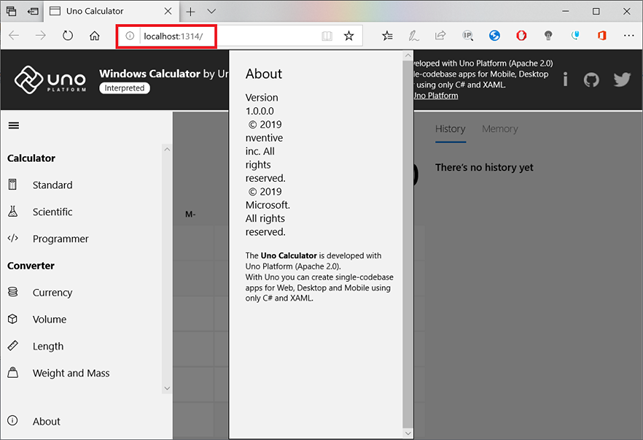 Uno Calculator
localhost:1314/
UNO
PLATFORM
Windows Calculator by Un
Interpreted
eveloped with Uno Platform (Apache 2.0)
le-codebase apps for Mobile, Desktop
using only C# and XAML.
Uno Platform
Calculator
Standard
Scientific
Programmer
Converter
Currency
Volume
Length
Weight and Mass
About
M-
About
Version
1.0.0.0
© 2019
nventive
inc. All
rights
reserved.
© 2019
Microsoft.
All rights
reserved.
The Uno Calculator is developed with
Uno Platform (Apache 2.0).
With Uno you can create single-codebase
apps for Web, Desktop and Mobile using
only C# and XAML.
History Memory
There's no history yet